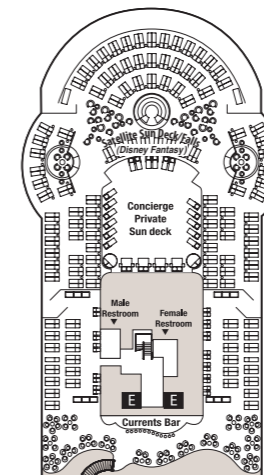 Satellite Sun Deck/Falls
(Disney Fantasy)
Concierge
Private
Sun deck
Male
Restroom
Female
Restroom
E E
Currents Bar